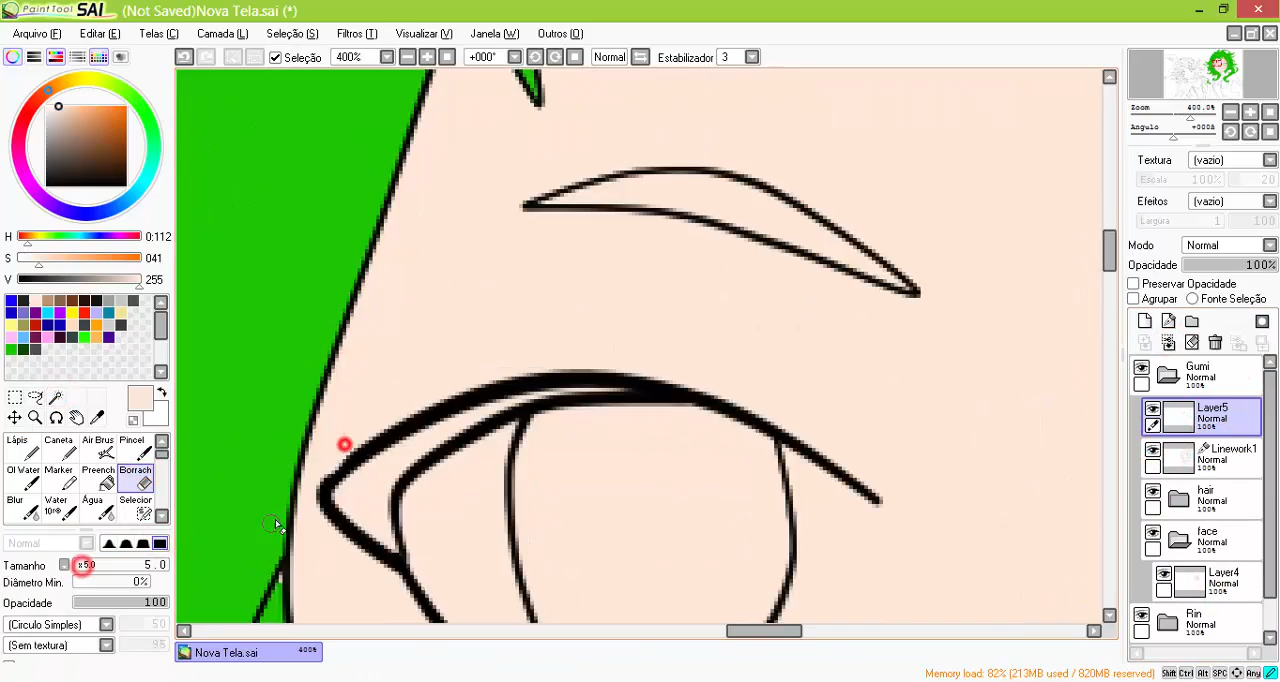 PaintTool SAI (Not Saved)Nova Tela.sai (*)
Arquivo (F) Editar (E) Telas (C) Camada (L) Seleção (S) Filtros (T) Visualizar (V) Janela (W) Outros (O)
Seleção 400% +000° Normal Estabilizador 3
Zoom 400.0%
Angulo +000Å
H 0:112
S 041
V 255
Textura (vazio)
Escala 100% 20
Efeitos (vazio)
Largura 1 100
Modo Normal
Opacidade 100%
Preservar Opacidade
Agrupar Fonte Seleção
Lápis Caneta Air Brus Pincel
Ol Water Marker Preench Borrach
Blur Water Água Selecior
Normal
Tamanho x5.0 5.0
Diâmetro Min. 0%
Opacidade 100
(Circulo Simples) 50
(Sem textura) 95
Gumi
Normal
100%
Layer5
Normal
100%
Linework1
Normal
100%
hair
Normal
100%
face
Normal
100%
Layer4
Normal
100%
Rin
Normal
100%
Nova Tela.sai 400%
Memory load: 82% (213MB used / 820MB reserved) Shift Ctrl Alt SPC Any